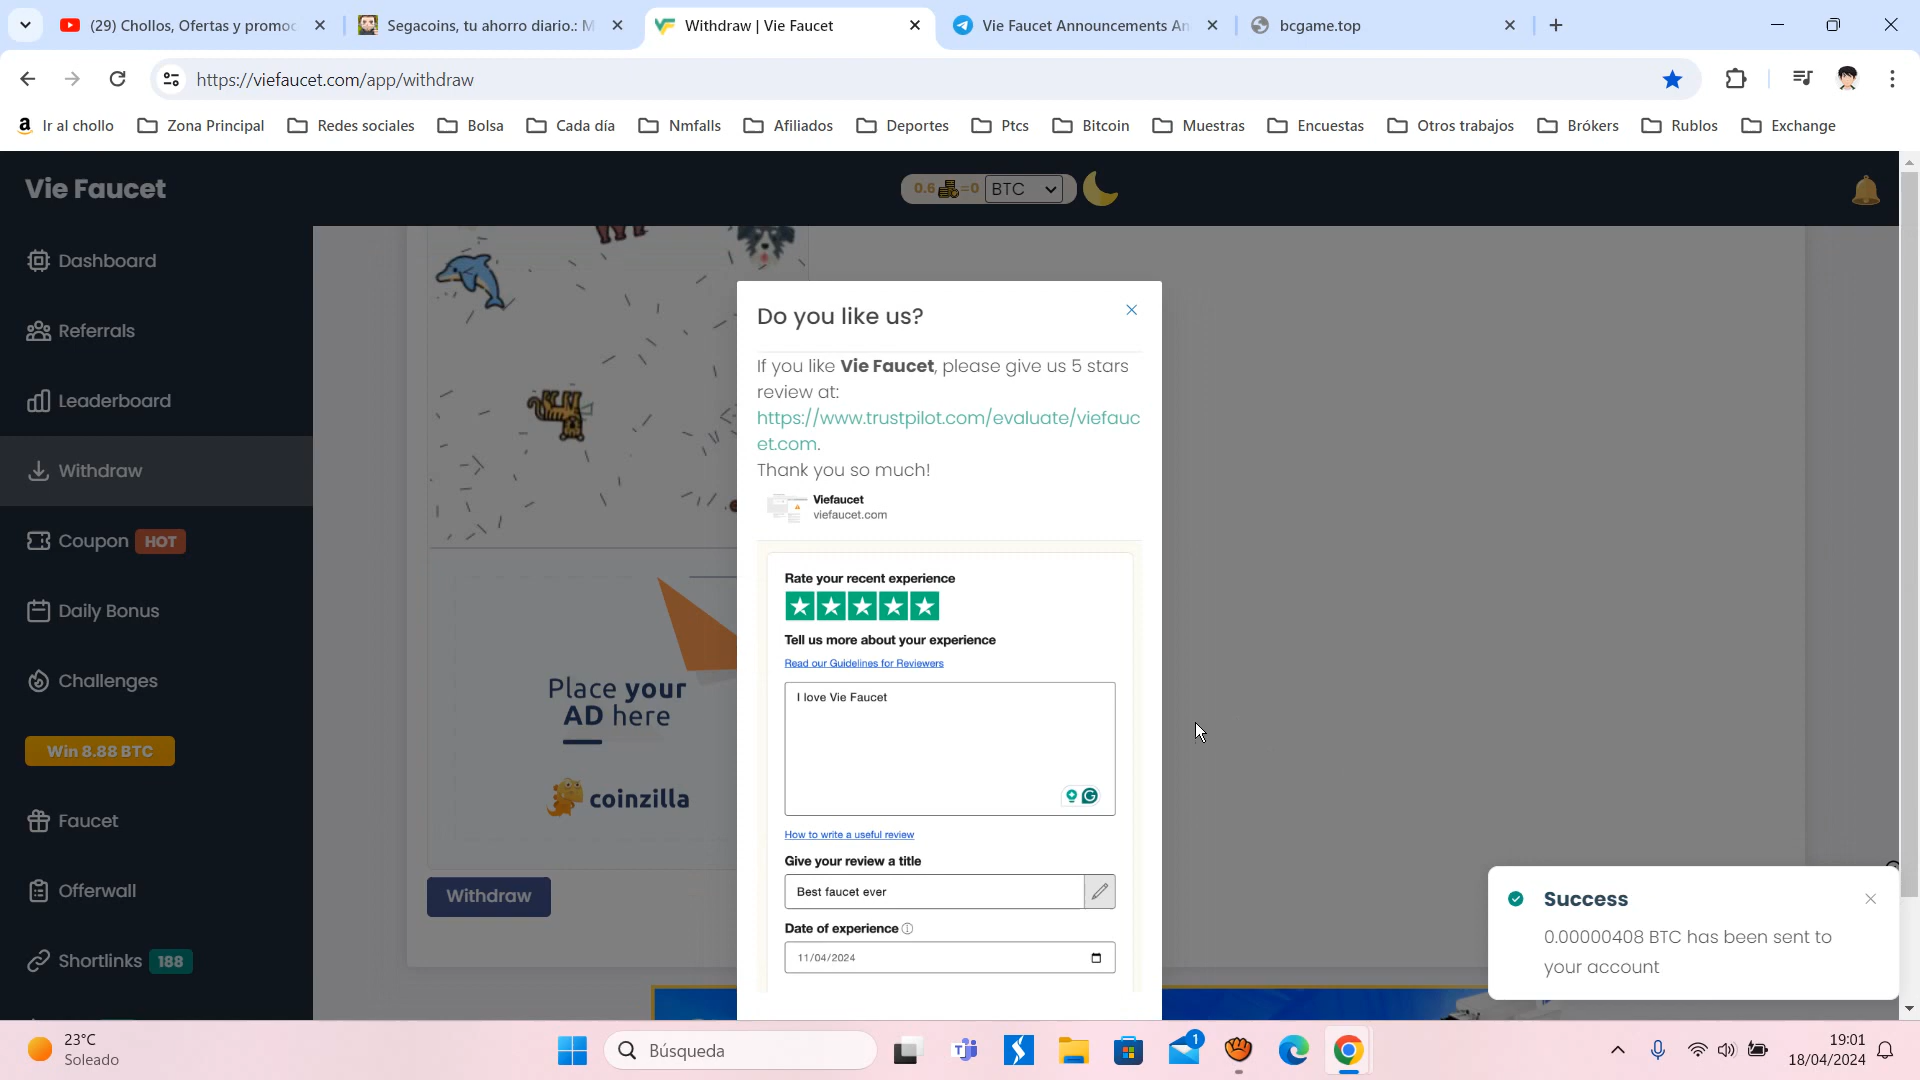 (29) Chollos, Ofertas y promoc
Segacoins, tu ahorro diario.: M
Withdraw | Vie Faucet
Vie Faucet Announcements An
bcgame.top
https://viefaucet.com/app/withdraw
Ir al chollo
Zona Principal
Redes sociales
Bolsa
Cada día
Nmfalls
Afiliados
Deportes
Ptcs
Bitcoin
Muestras
Encuestas
Otros trabajos
Brókers
Rublos
Exchange
Vie Faucet
0.6 =0 BTC
Dashboard
Referrals
Leaderboard
Withdraw
Coupon HOT
Daily Bonus
Challenges
Win 8.88 BTC
Faucet
Offerwall
Shortlinks 188
Place your
AD here
coinzilla
Withdraw
Do you like us?
If you like Vie Faucet, please give us 5 stars
review at:
https://www.trustpilot.com/evaluate/viefauc
et.com.
Thank you so much!
Viefaucet
viefaucet.com
Rate your recent experience
Tell us more about your experience
Read our Guidelines for Reviewers
I love Vie Faucet
How to write a useful review
Give your review a title
Best faucet ever
Date of experience
11/04/2024
Success
0.00000408 BTC has been sent to
your account
23°C
Soleado
Búsqueda
1
19:01
18/04/2024